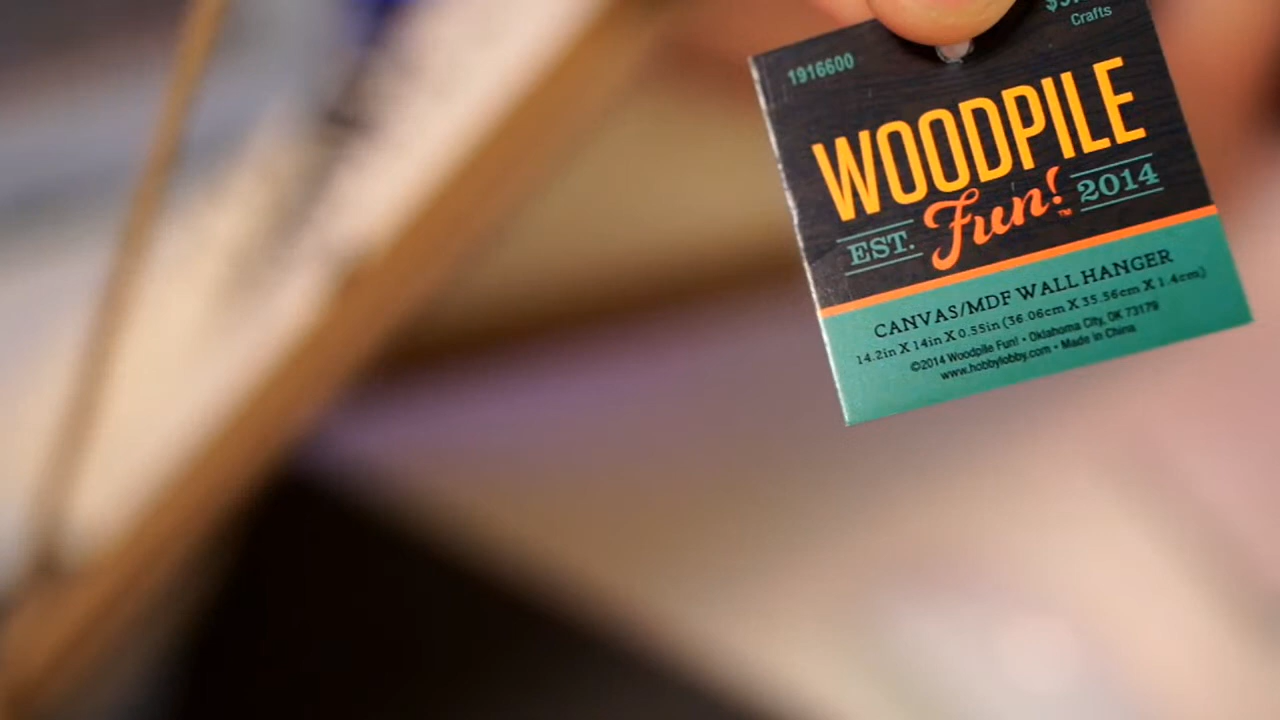 1916600
Crafts
WOODPILE
EST. Fun!™ 2014
CANVAS/MDF WALL HANGER
14.2in X 14in X 0.55in (36.06cm X 35.56cm X 1.4cm)
©2014 Woodpile Fun! • Oklahoma City, OK 73179
www.hobbylobby.com • Made in China